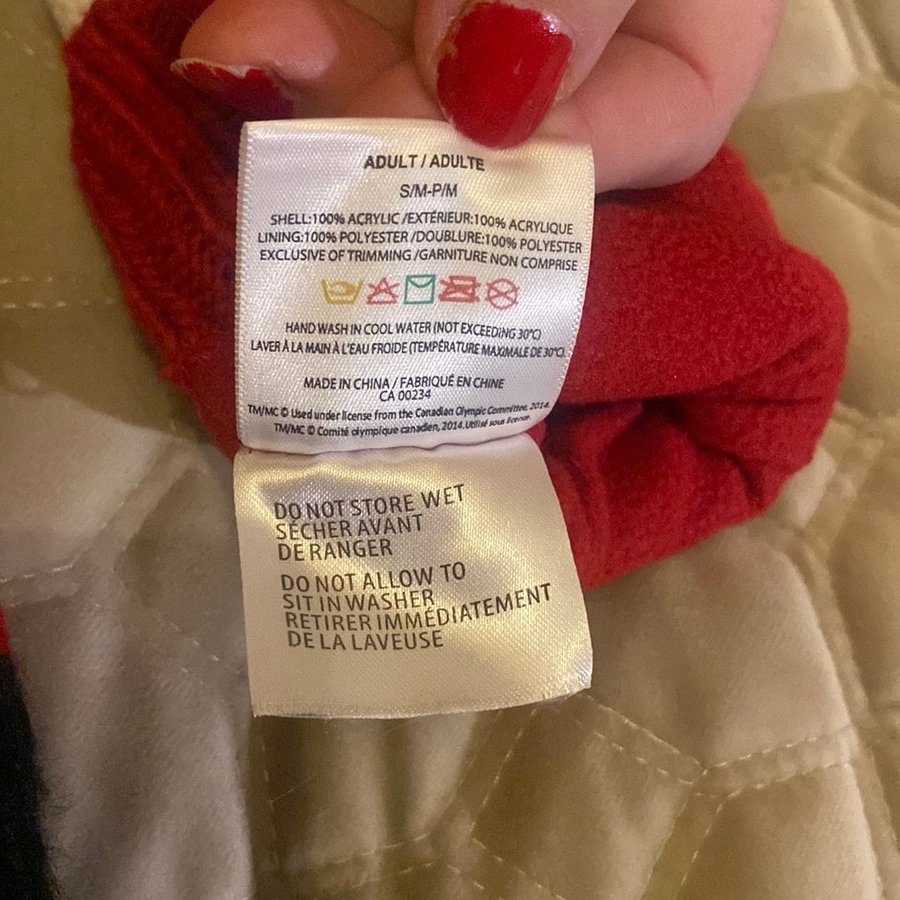 ADULT / ADULTE
S/M-P/M
SHELL:100% ACRYLIC /EXTÉRIEUR:100% ACRYLIQUE
LINING:100% POLYESTER /DOUBLURE:100% POLYESTER
EXCLUSIVE OF TRIMMING /GARNITURE NON COMPRISE
HAND WASH IN COOL WATER (NOT EXCEEDING 30°C)
LAVER À LA MAIN À L'EAU FROIDE (TEMPÉRATURE MAXIMALE DE 30°C).
MADE IN CHINA / FABRIQUÉ EN CHINE
CA 00234
TM/MC © Used under license from the Canadian Olympic Committee, 2014.
TM/MC © Comité olympique canadien, 2014. Utilisé sous license.
DO NOT STORE WET
SÉCHER AVANT
DE RANGER
DO NOT ALLOW TO
SIT IN WASHER
RETIRER IMMÉDIATEMENT
DE LA LAVEUSE